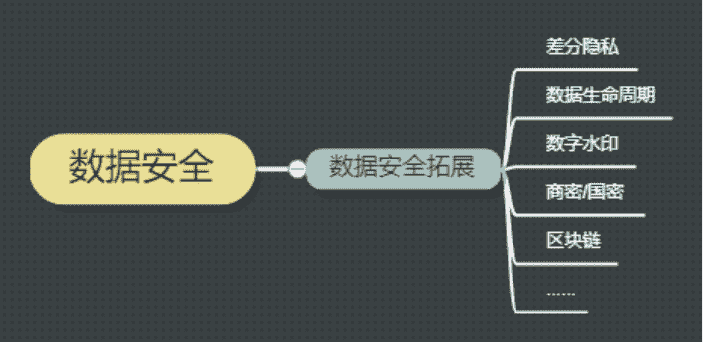 数据安全
数据安全拓展
差分隐私
数据生命周期
数字水印
商密/国密
区块链
……